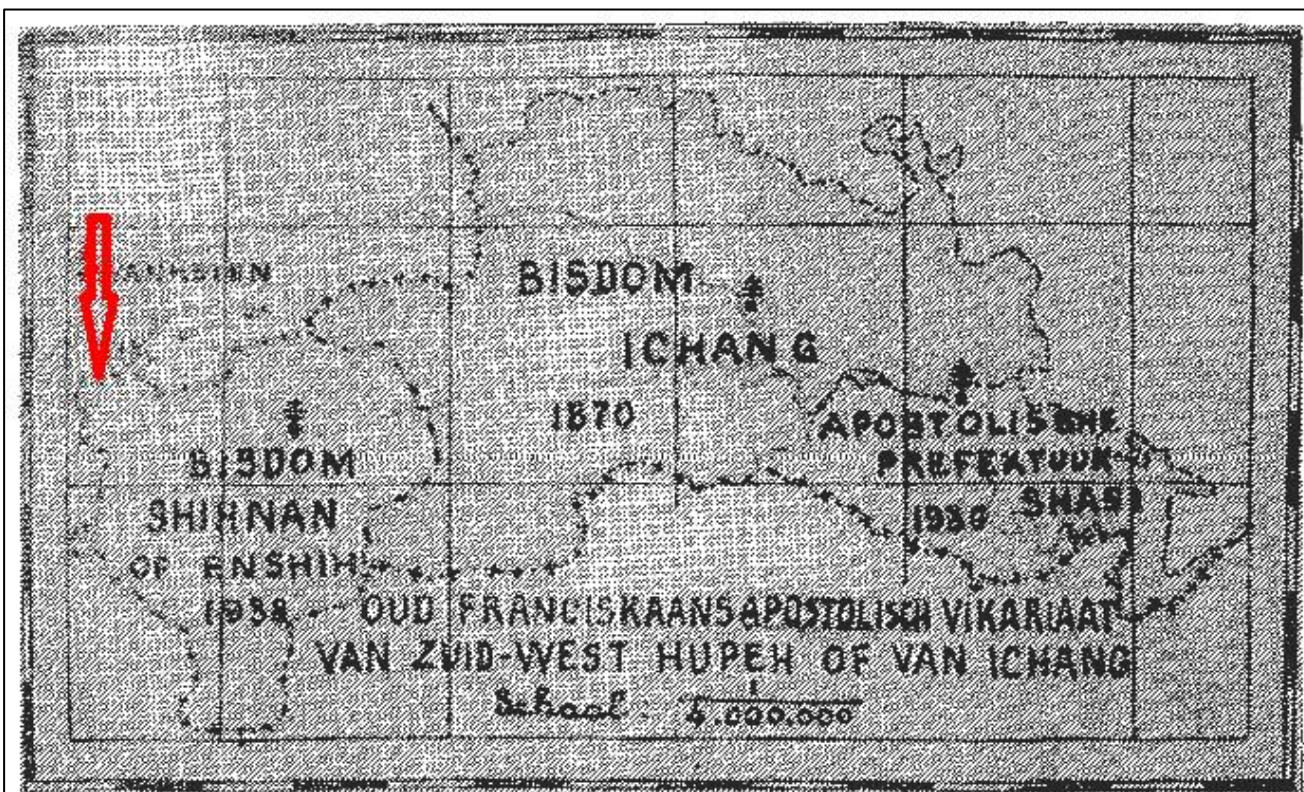 BISDOM
ICHANG
1870
BISDOM
SHIHNAN
OF ENSHIH
1938
APOSTOLISCHE
PREFEKTUUR
SHASI
1936
OUD FRANCISKAANS APOSTOLISCH VIKARIAAT
VAN ZUID-WEST HUPEH OF VAN ICHANG
Schaal: 1
4.000.000